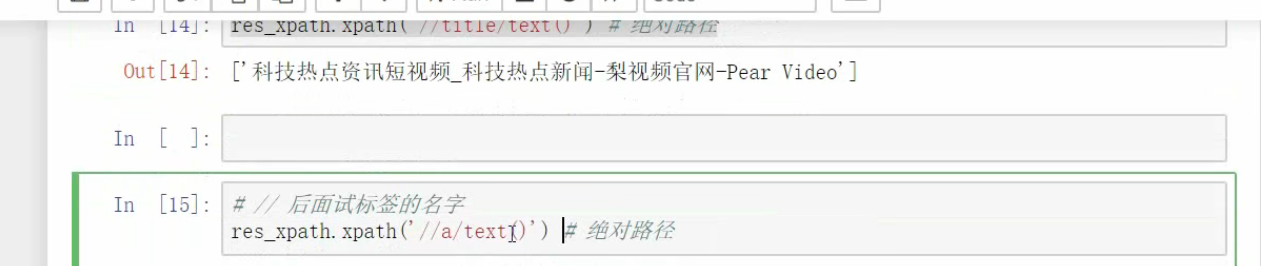 In [14]: res_xpath.xpath('//title/text()') # 绝对路径
Out[14]: ['科技热点资讯短视频_科技热点新闻-梨视频官网-Pear Video']
In [ ]:
In [15]: # // 后面试标签的名字
res_xpath.xpath('//a/text()') # 绝对路径